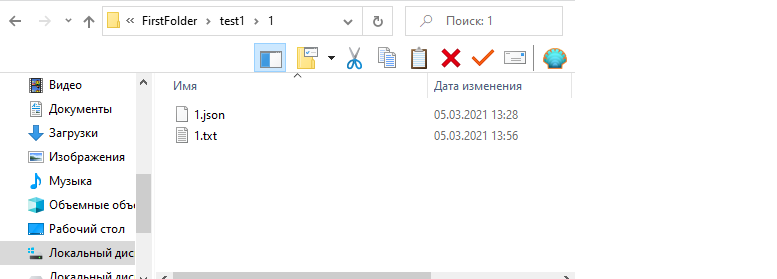 FirstFolder > test1 > 1
Поиск: 1
Имя Дата изменения
Видео
Документы
Загрузки
Изображения
Музыка
Объемные объе
Рабочий стол
Локальный дис
Локальный дис
1.json 05.03.2021 13:28
1.txt 05.03.2021 13:56